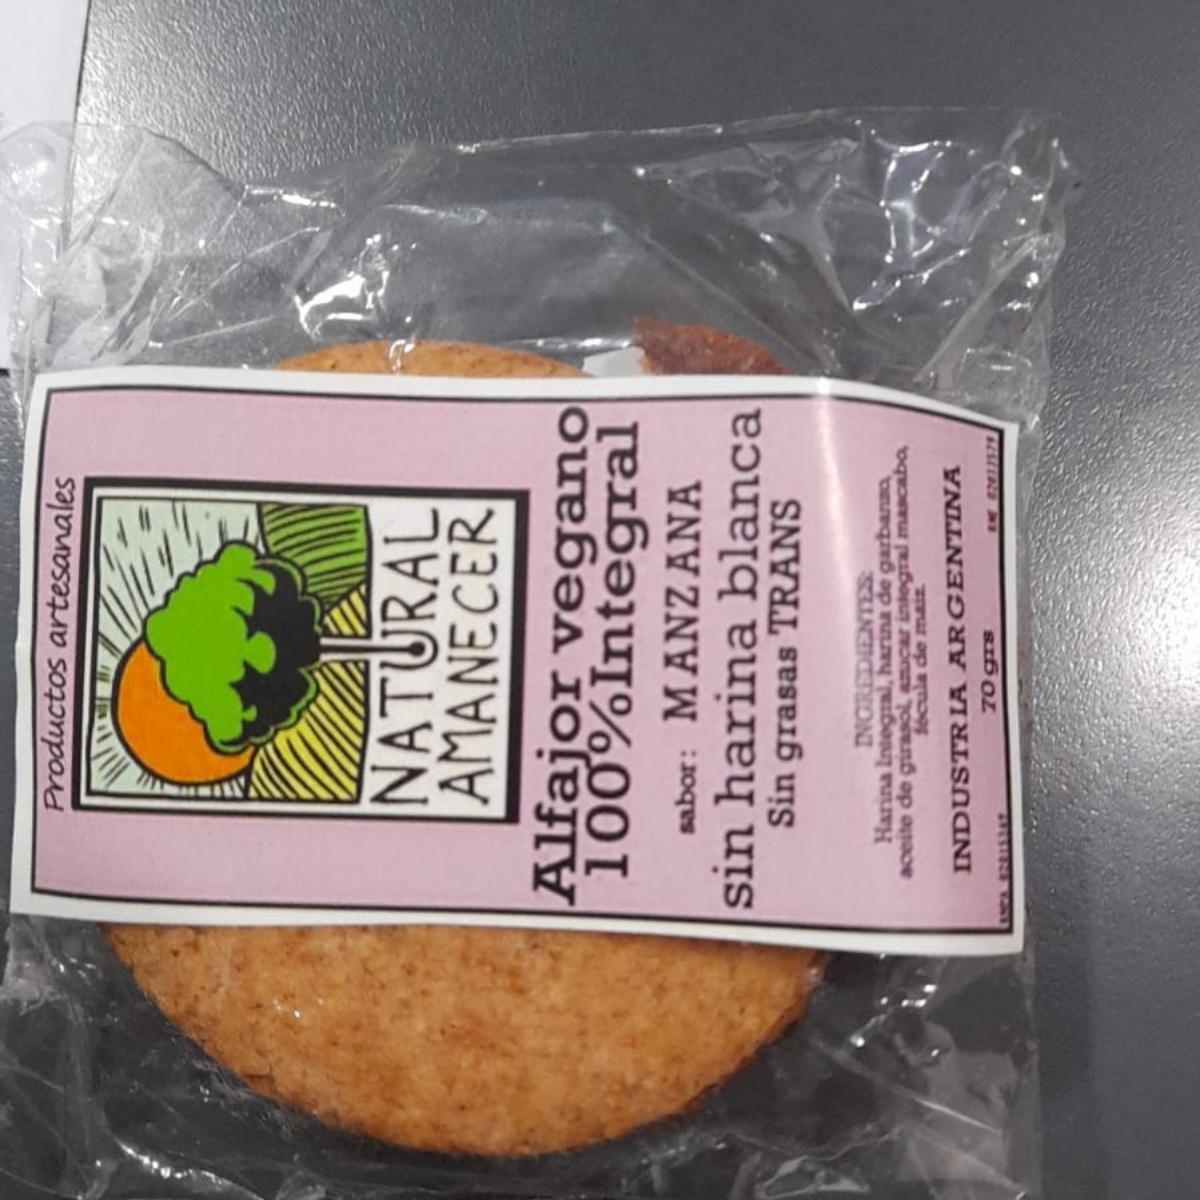 Productos artesanales
NATURAL
AMANECER
Alfajor vegano
100%Integral
sabor: MANZANA
sin harina blanca
Sin grasas TRANS
INGREDIENTES:
Harina Integral, harina de garbanzo,
aceite de girasol, azucar integral mascabo,
fécula de maiz.
INDUSTRIA ARGENTINA
70 grs